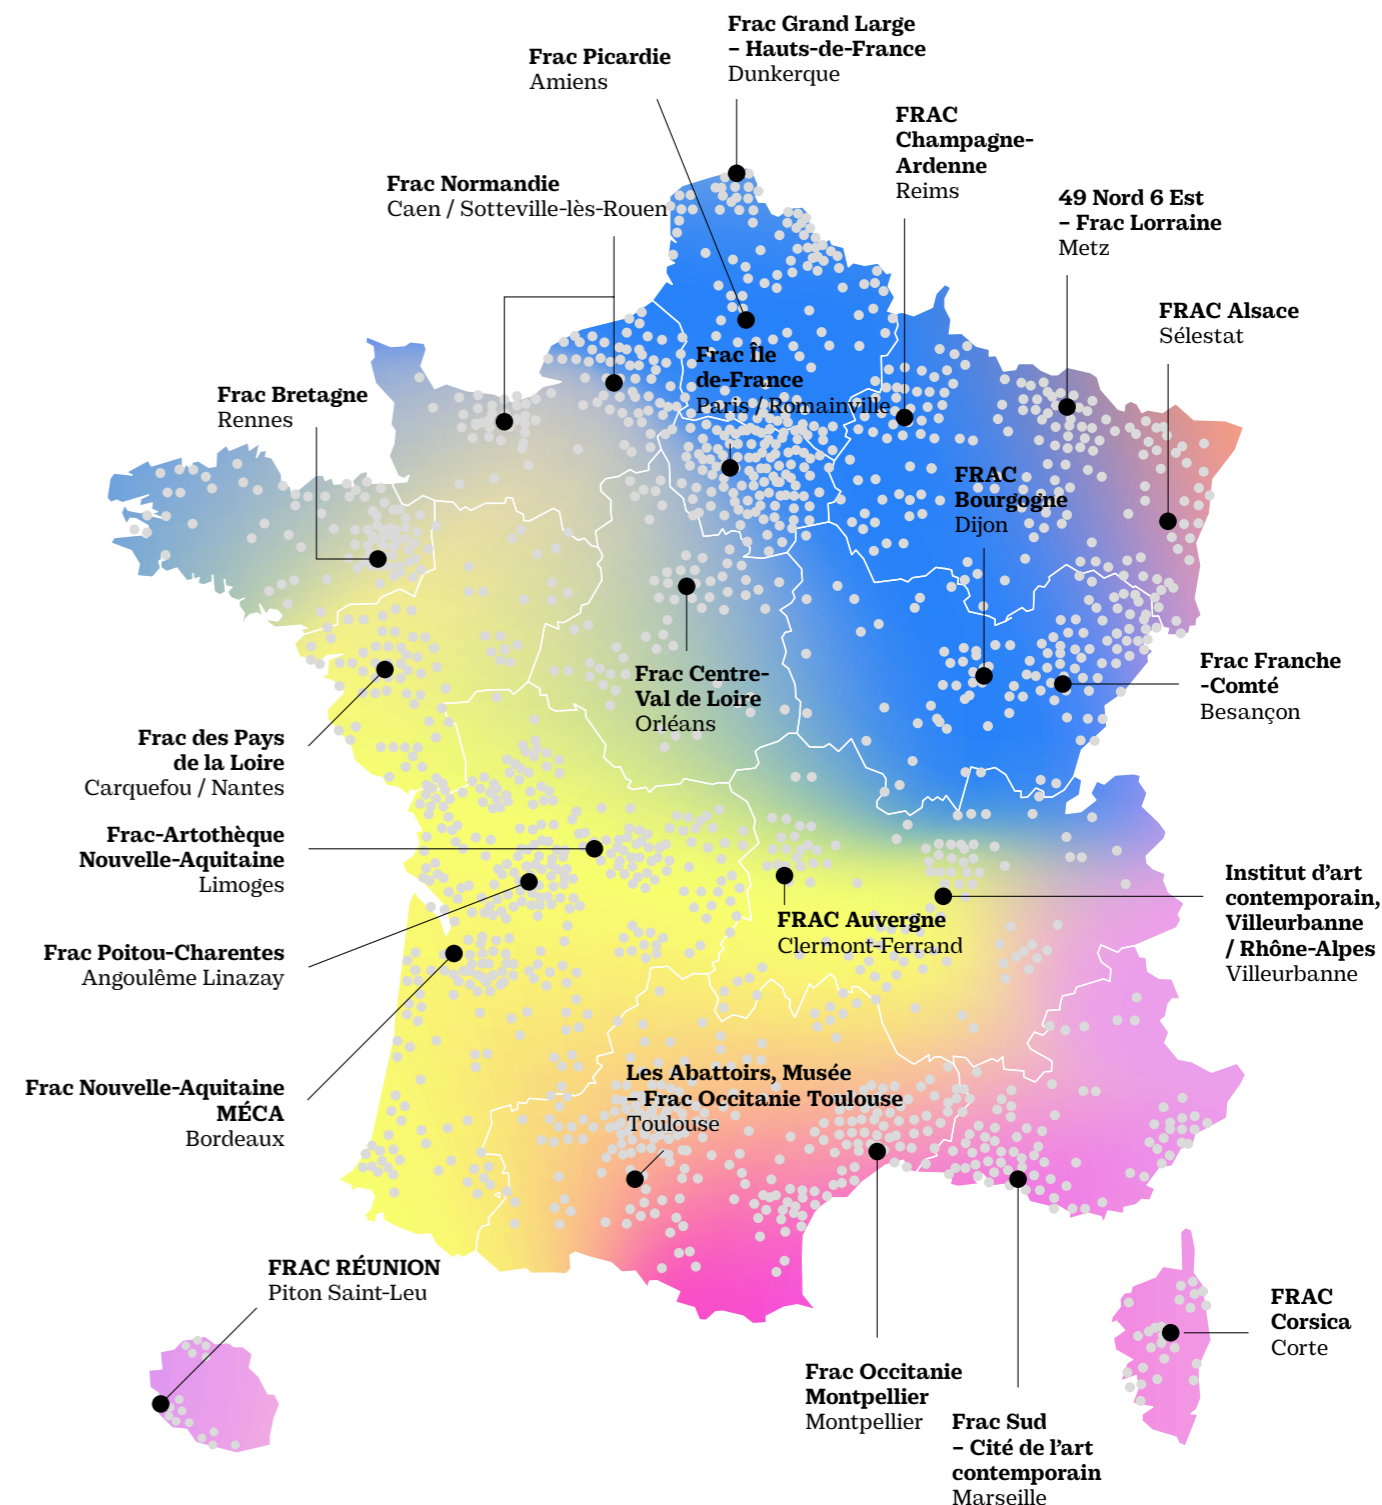 Frac Grand Large
– Hauts-de-France
Dunkerque
Frac Picardie
Amiens
FRAC
Champagne-
Ardenne
Reims
Frac Normandie
Caen / Sotteville-lès-Rouen
49 Nord 6 Est
– Frac Lorraine
Metz
FRAC Alsace
Sélestat
Frac Île
de-France
Paris / Romainville
Frac Bretagne
Rennes
FRAC
Bourgogne
Dijon
Frac Centre-
Val de Loire
Orléans
Frac Franche
-Comté
Besançon
Frac des Pays
de la Loire
Carquefou / Nantes
Frac-Artothèque
Nouvelle-Aquitaine
Limoges
Institut d’art
contemporain,
Villeurbanne
/ Rhône-Alpes
Villeurbanne
FRAC Auvergne
Clermont-Ferrand
Frac Poitou-Charentes
Angoulême Linazay
Frac Nouvelle-Aquitaine
MÉCA
Bordeaux
Les Abattoirs, Musée
– Frac Occitanie Toulouse
Toulouse
FRAC RÉUNION
Piton Saint-Leu
FRAC
Corsica
Corte
Frac Occitanie
Montpellier
Montpellier
Frac Sud
– Cité de l’art
contemporain
Marseille